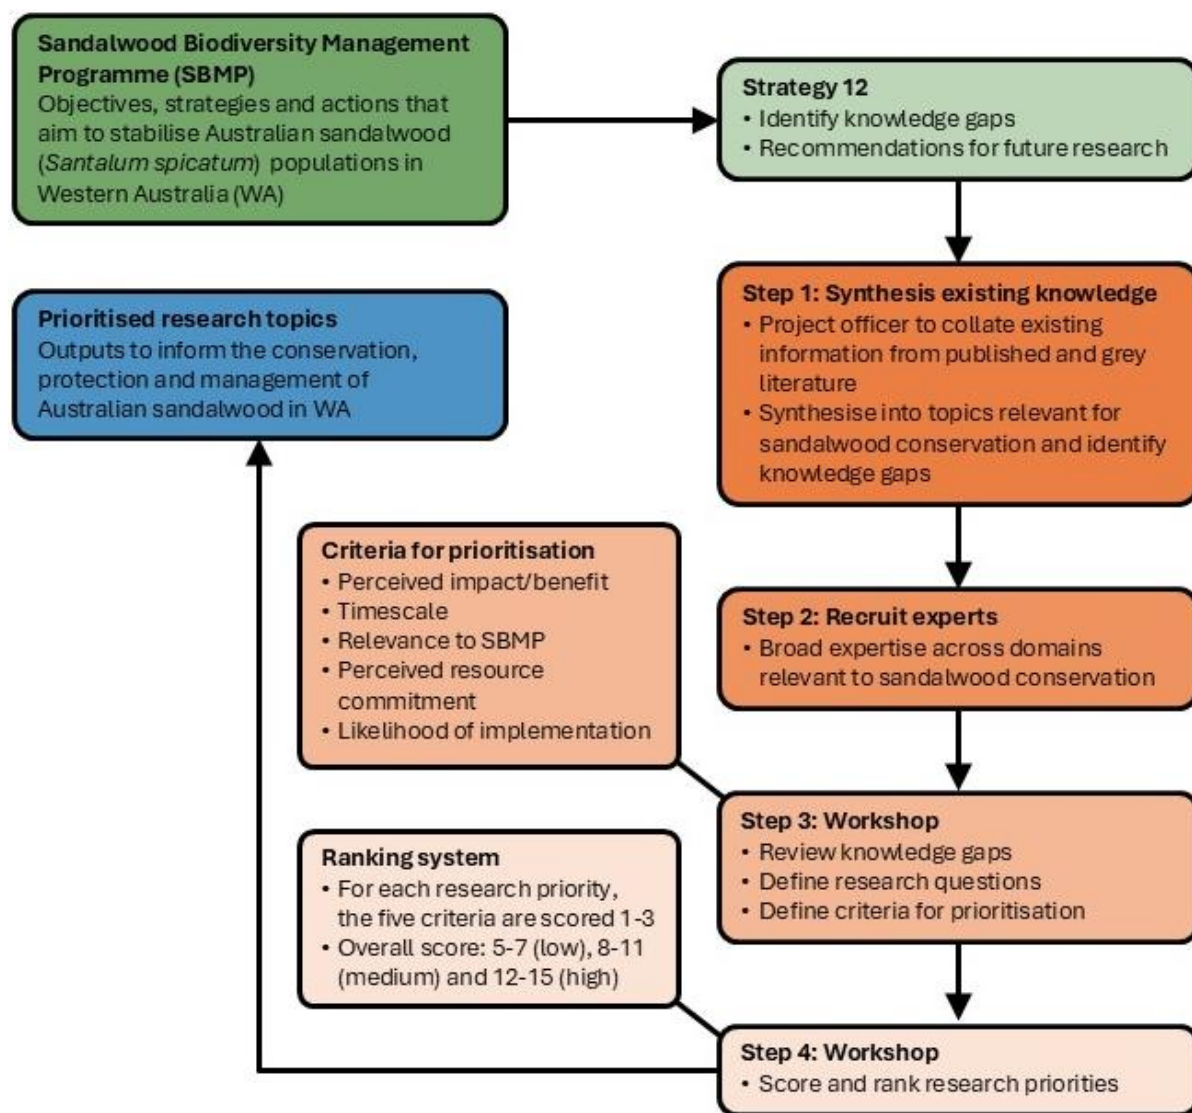 Sandalwood Biodiversity Management
Programme (SBMP)
Objectives, strategies and actions that
aim to stabilise Australian sandalwood
(Santalum spicatum) populations in
Western Australia (WA)
Strategy 12
• Identify knowledge gaps
• Recommendations for future research
Step 1: Synthesis existing knowledge
• Project officer to collate existing
information from published and grey
literature
• Synthesise into topics relevant for
sandalwood conservation and identify
knowledge gaps
Step 2: Recruit experts
• Broad expertise across domains
relevant to sandalwood conservation
Criteria for prioritisation
• Perceived impact/benefit
• Timescale
• Relevance to SBMP
• Perceived resource
commitment
• Likelihood of implementation
Step 3: Workshop
• Review knowledge gaps
• Define research questions
• Define criteria for prioritisation
Ranking system
• For each research priority,
the five criteria are scored 1-3
• Overall score: 5-7 (low), 8-11
(medium) and 12-15 (high)
Step 4: Workshop
• Score and rank research priorities
Prioritised research topics
Outputs to inform the conservation,
protection and management of
Australian sandalwood in WA